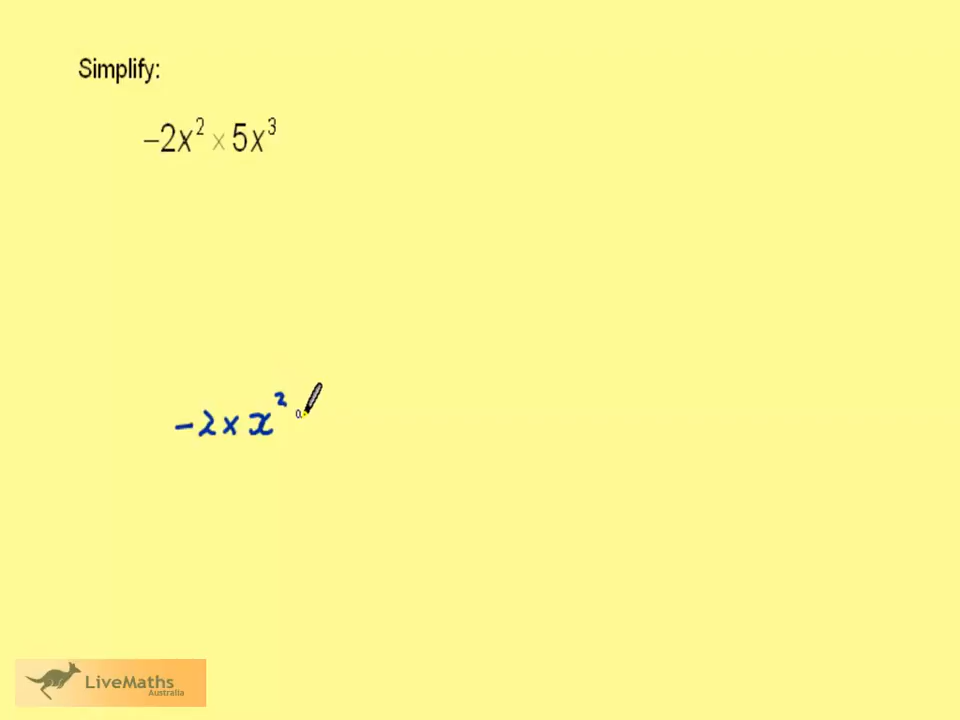 Simplify:
–2x² × 5x³
-2 × x²
LiveMaths
Australia